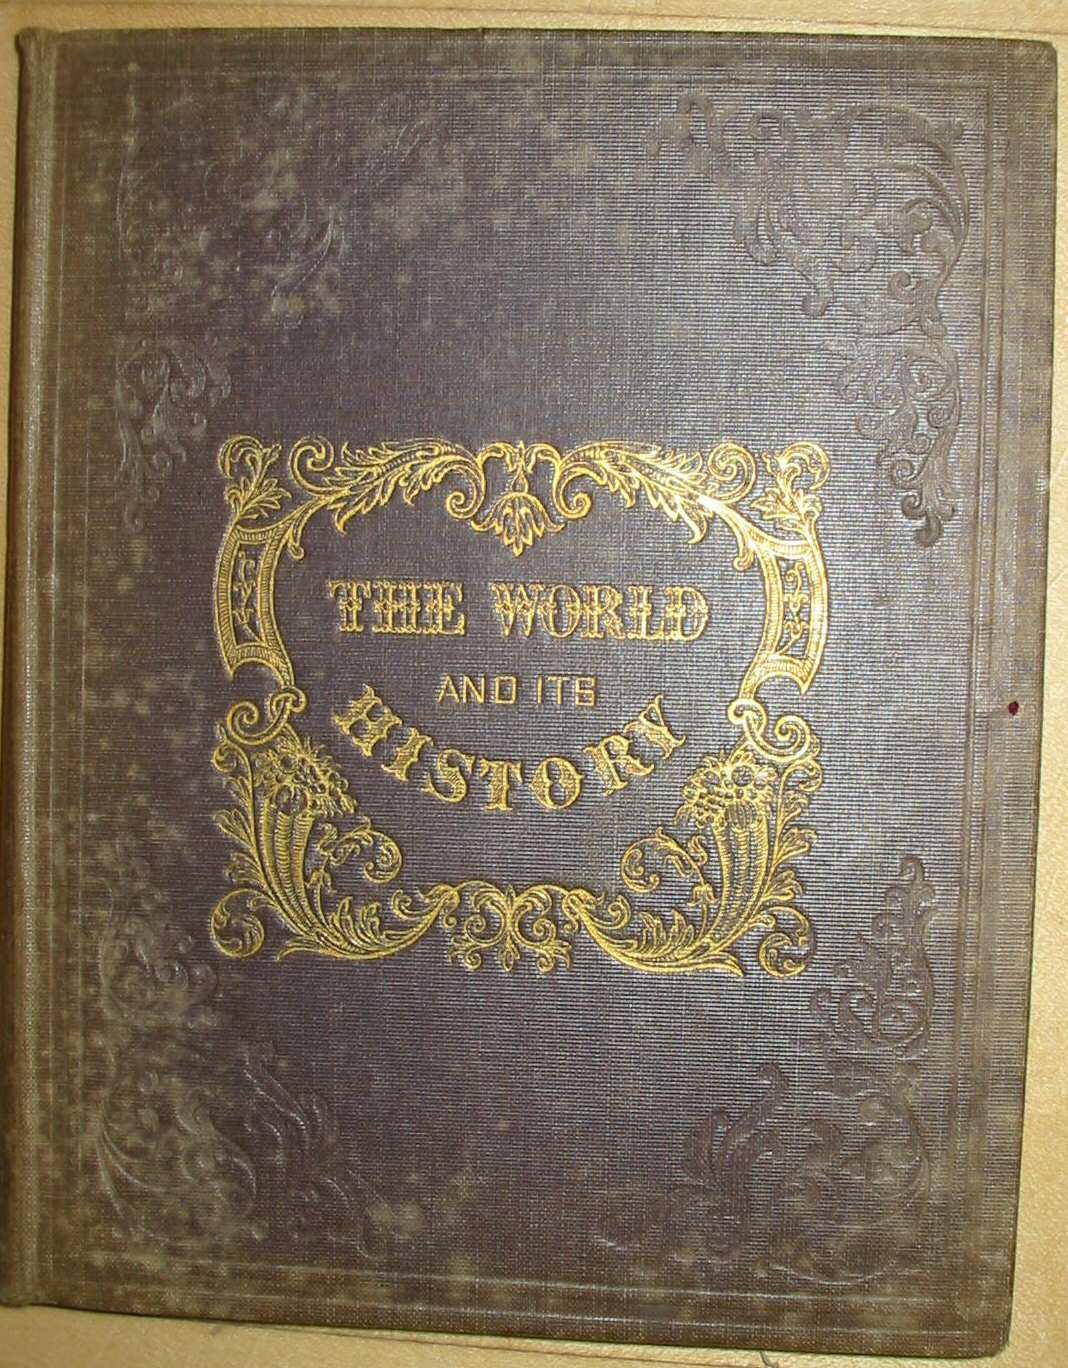 THE WORLD
AND ITS
HISTORY